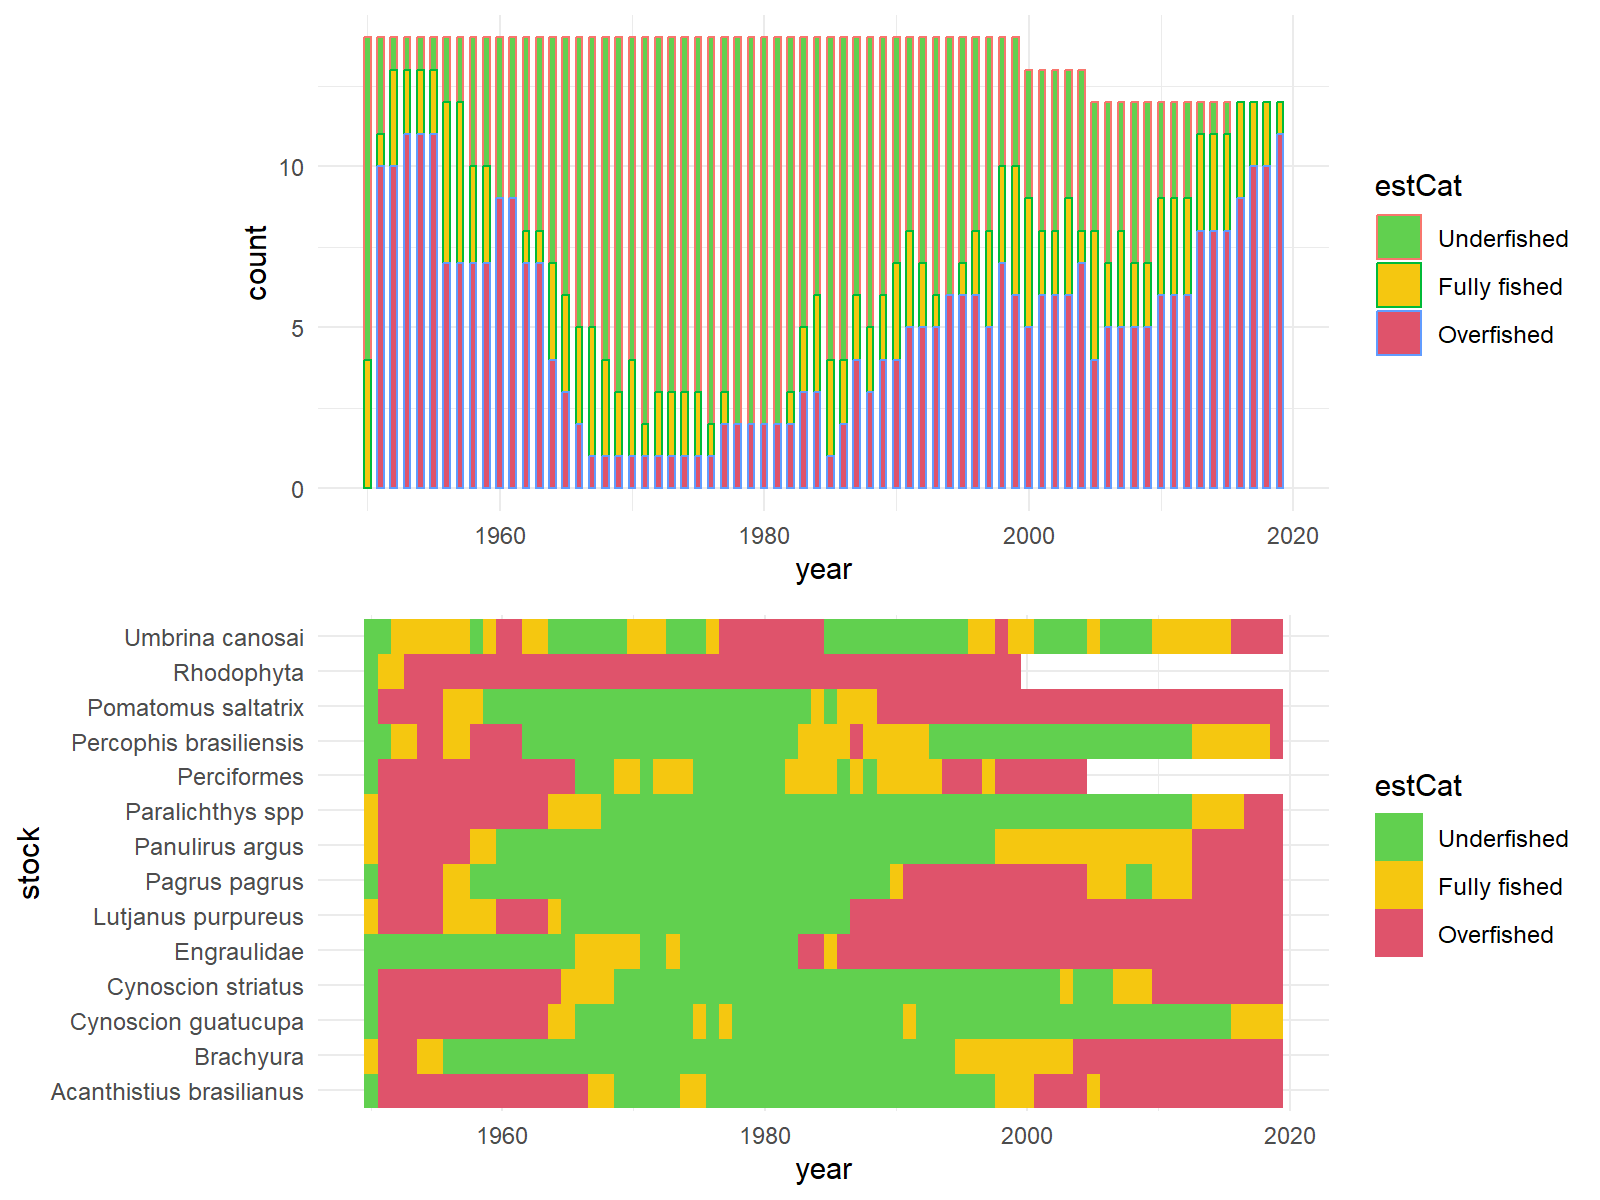 count
10
5
0
1960
1980
2000
2020
year
estCat
Underfished
Fully fished
Overfished
stock
Umbrina canosai
Rhodophyta
Pomatomus saltatrix
Percophis brasiliensis
Perciformes
Paralichthys spp
Panulirus argus
Pagrus pagrus
Lutjanus purpureus
Engraulidae
Cynoscion striatus
Cynoscion guatucupa
Brachyura
Acanthistius brasilianus
1960
1980
2000
2020
year
estCat
Underfished
Fully fished
Overfished